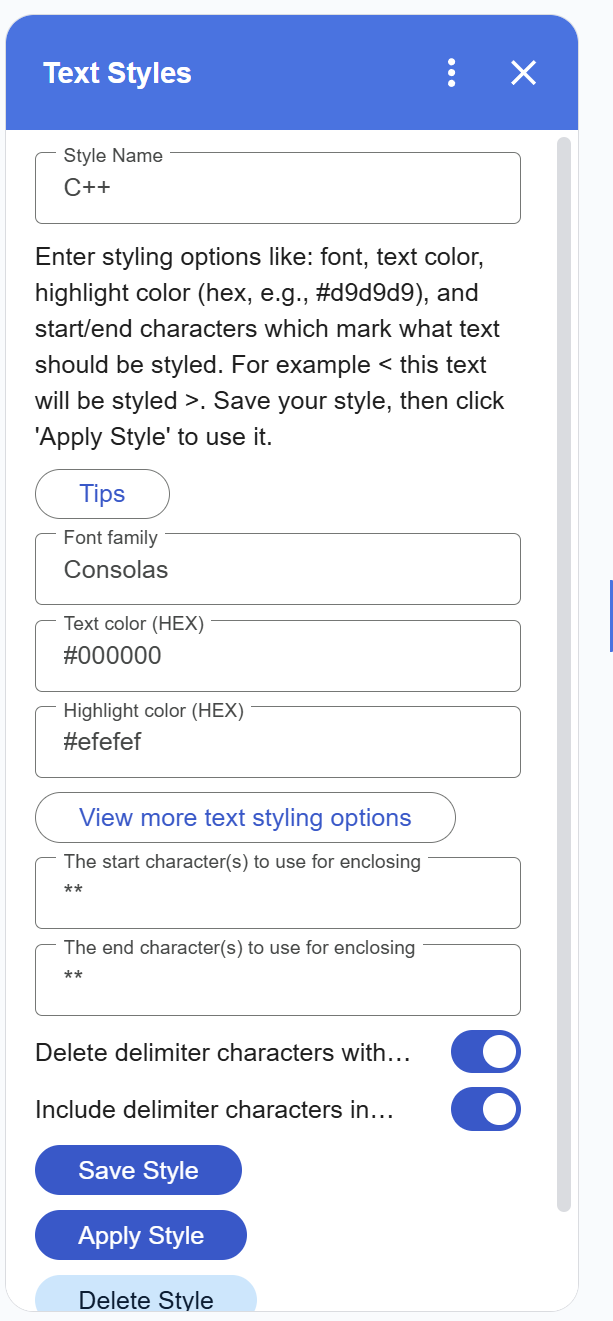 Text Styles
Style Name
C++
Enter styling options like: font, text color,
highlight color (hex, e.g., #d9d9d9), and
start/end characters which mark what text
should be styled. For example < this text
will be styled >. Save your style, then click
'Apply Style' to use it.
Tips
Font family
Consolas
Text color (HEX)
#000000
Highlight color (HEX)
#efefef
View more text styling options
The start character(s) to use for enclosing
**
The end character(s) to use for enclosing
**
Delete delimiter characters with…
Include delimiter characters in…
Save Style
Apply Style
Delete Style